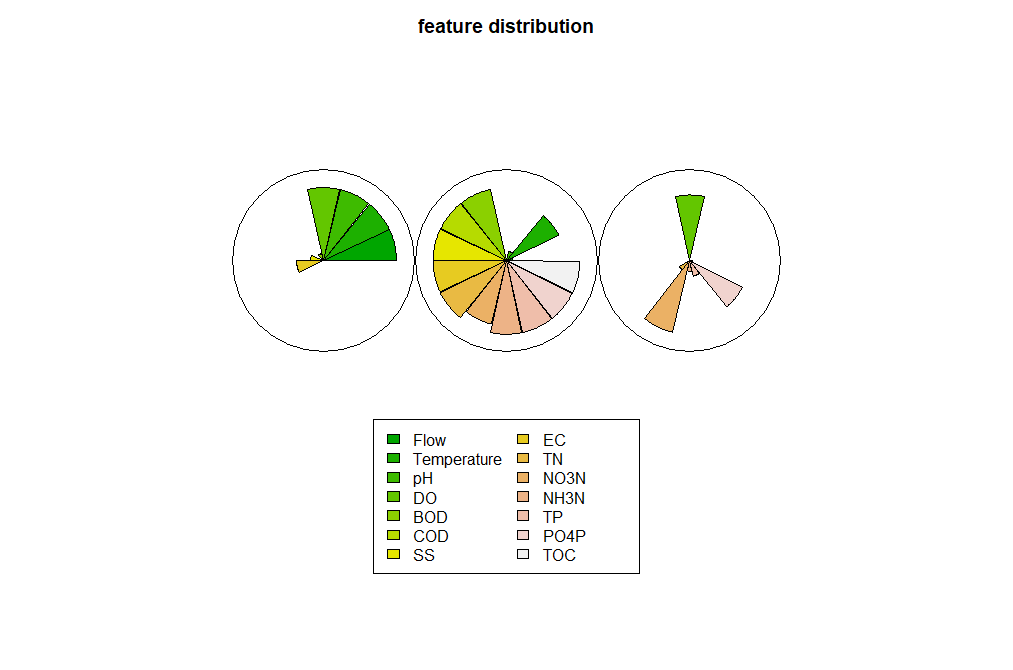 feature distribution
Flow
Temperature
pH
DO
BOD
COD
SS
EC
TN
NO3N
NH3N
TP
PO4P
TOC